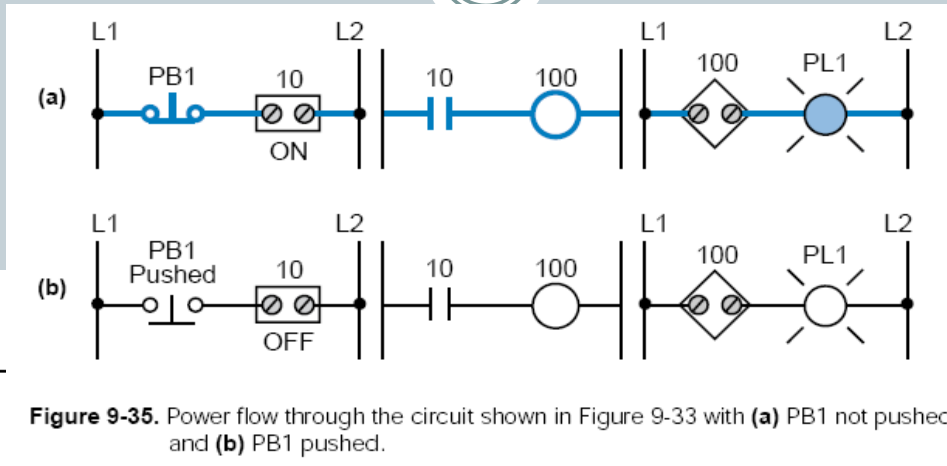 L1 L2 L1 L2
PB1 10 10 100 100 PL1
(a)
ON
L1 L2 L1 L2
PB1
Pushed 10 10 100 100 PL1
(b)
OFF
Figure 9-35. Power flow through the circuit shown in Figure 9-33 with (a) PB1 not pushed
and (b) PB1 pushed.